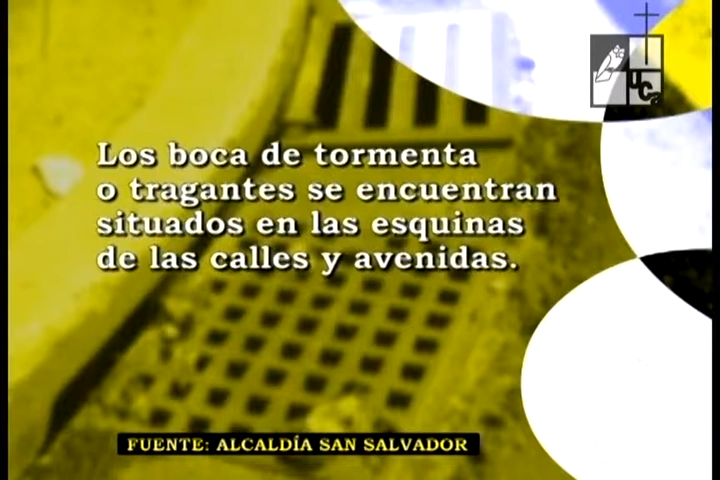 Los boca de tormenta
o tragantes se encuentran
situados en las esquinas
de las calles y avenidas.
FUENTE: ALCALDÍA SAN SALVADOR
UCa